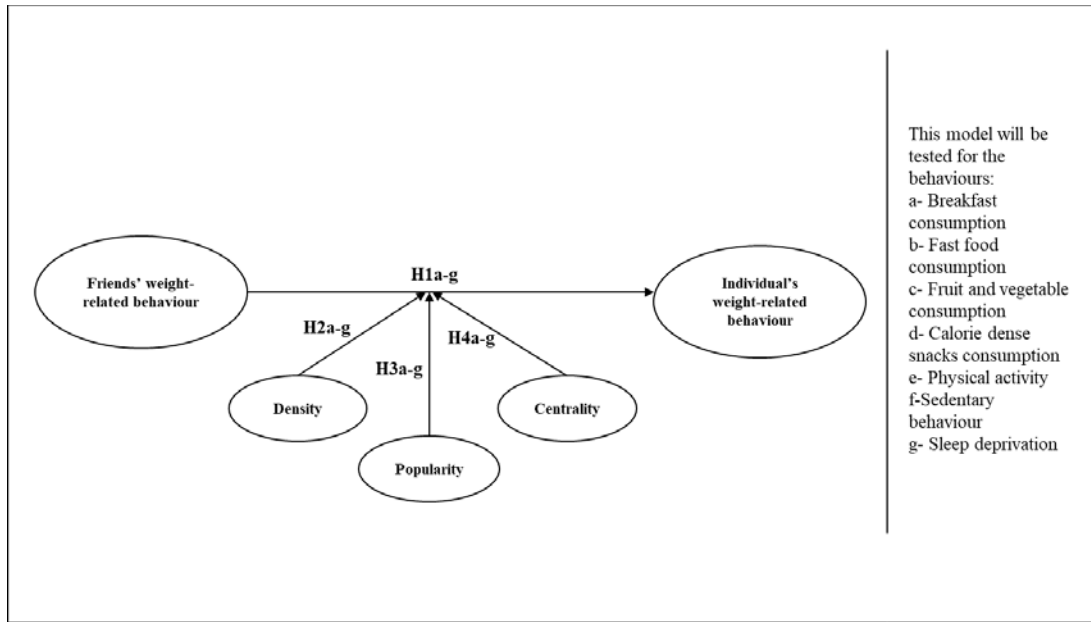 Friends' weight-
related behaviour
H1a-g
Individual's
weight-related
behaviour
H2a-g
H3a-g
H4a-g
Density
Popularity
Centrality
This model will be
tested for the
behaviours:
a- Breakfast
consumption
b- Fast food
consumption
c- Fruit and vegetable
consumption
d- Calorie dense
snacks consumption
e- Physical activity
f-Sedentary
behaviour
g- Sleep deprivation